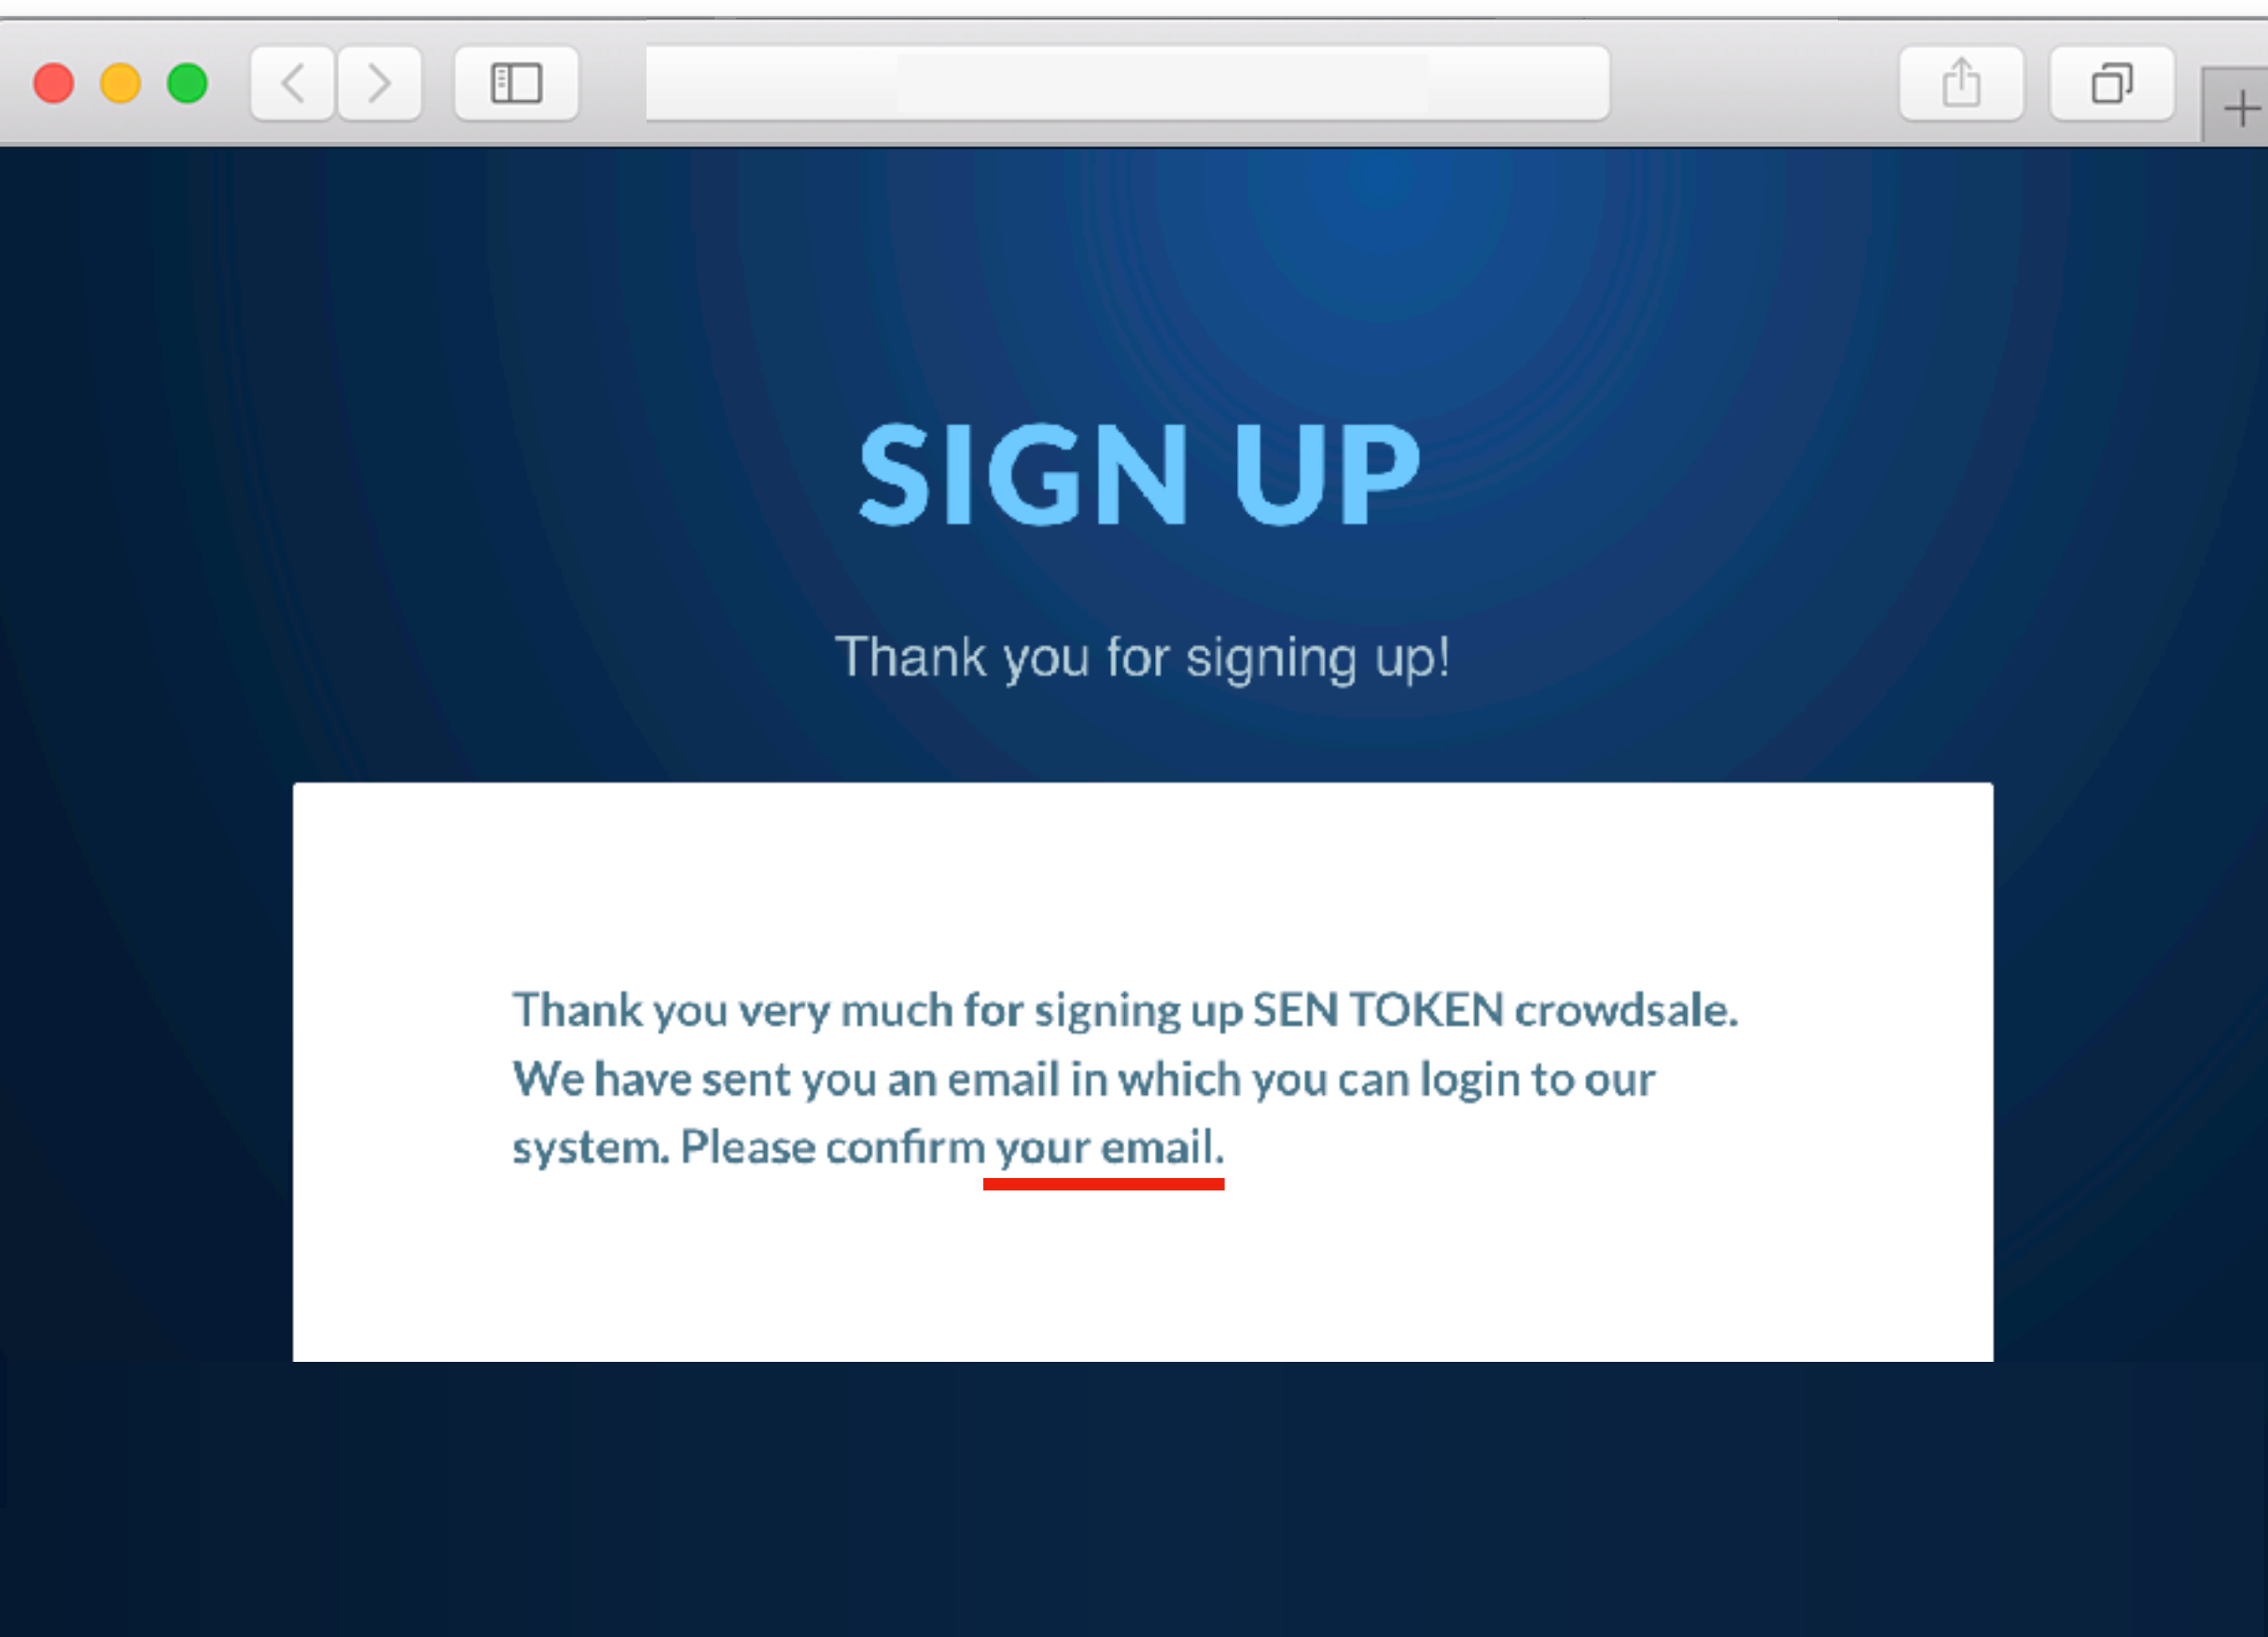 SIGN UP
Thank you for signing up!
Thank you very much for signing up SEN TOKEN crowdsale.
We have sent you an email in which you can login to our
system. Please confirm your email.